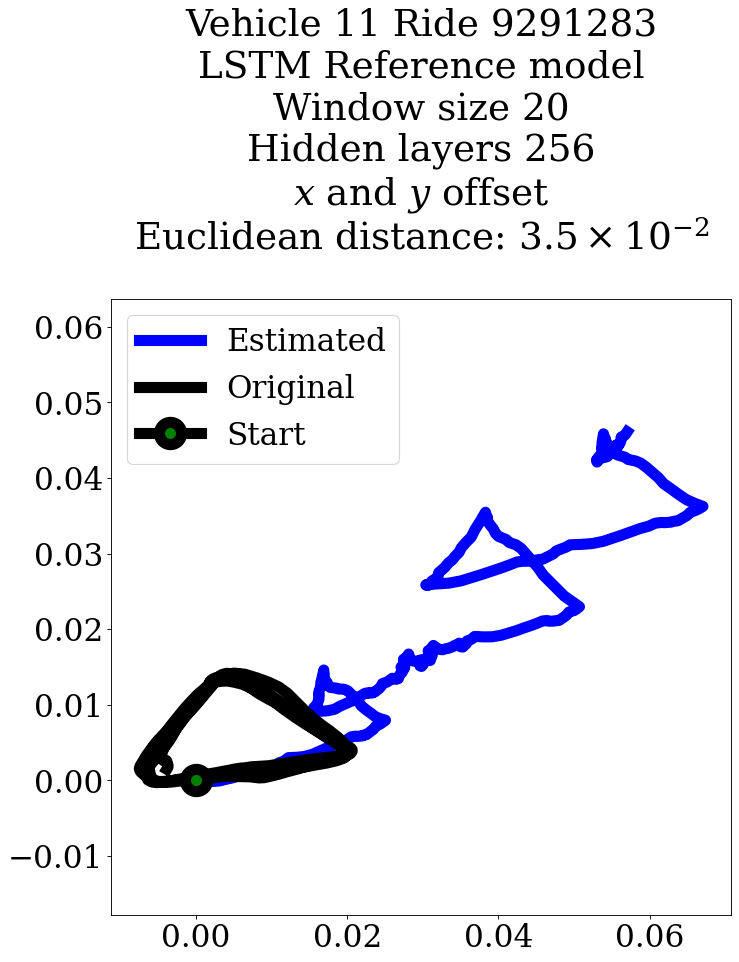 Vehicle 11 Ride 9291283
LSTM Reference model
Window size 20
Hidden layers 256
x and y offset
Euclidean distance: 3.5 × 10⁻²
Estimated
Original
Start
0.06
0.05
0.04
0.03
0.02
0.01
0.00
−0.01
0.00 0.02 0.04 0.06